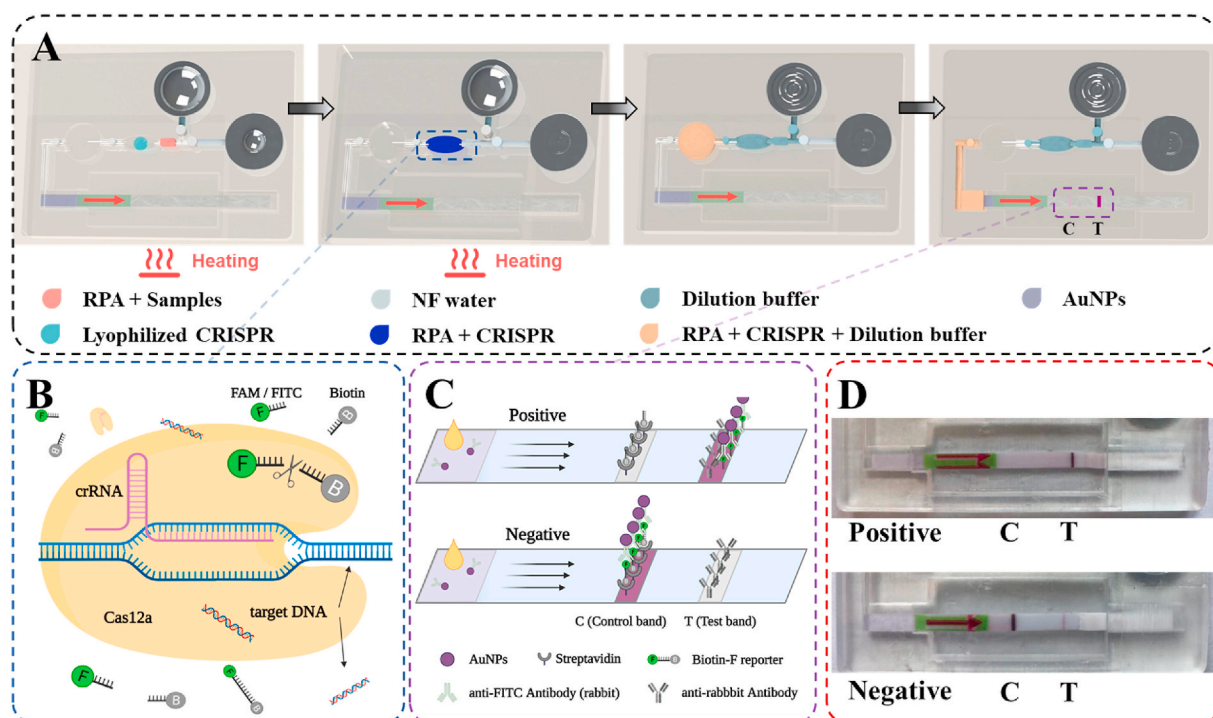 A
C T
Heating Heating
RPA + Samples NF water Dilution buffer AuNPs
Lyophilized CRISPR RPA + CRISPR RPA + CRISPR + Dilution buffer
B
FAM / FITC Biotin
F B
F B
F
B
crRNA
Cas12a
target DNA
F
B
F
B
C
Positive
Negative
C (Control band) T (Test band)
AuNPs Streptavidin F B Biotin-F reporter
anti-FITC Antibody (rabbit) anti-rabbbit Antibody
D
Positive C T
Negative C T